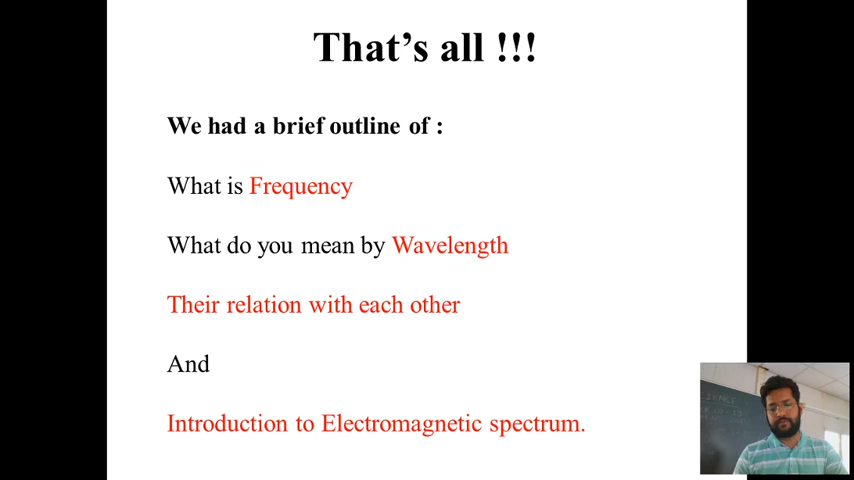 That's all !!!
We had a brief outline of :
What is Frequency
What do you mean by Wavelength
Their relation with each other
And
Introduction to Electromagnetic spectrum.